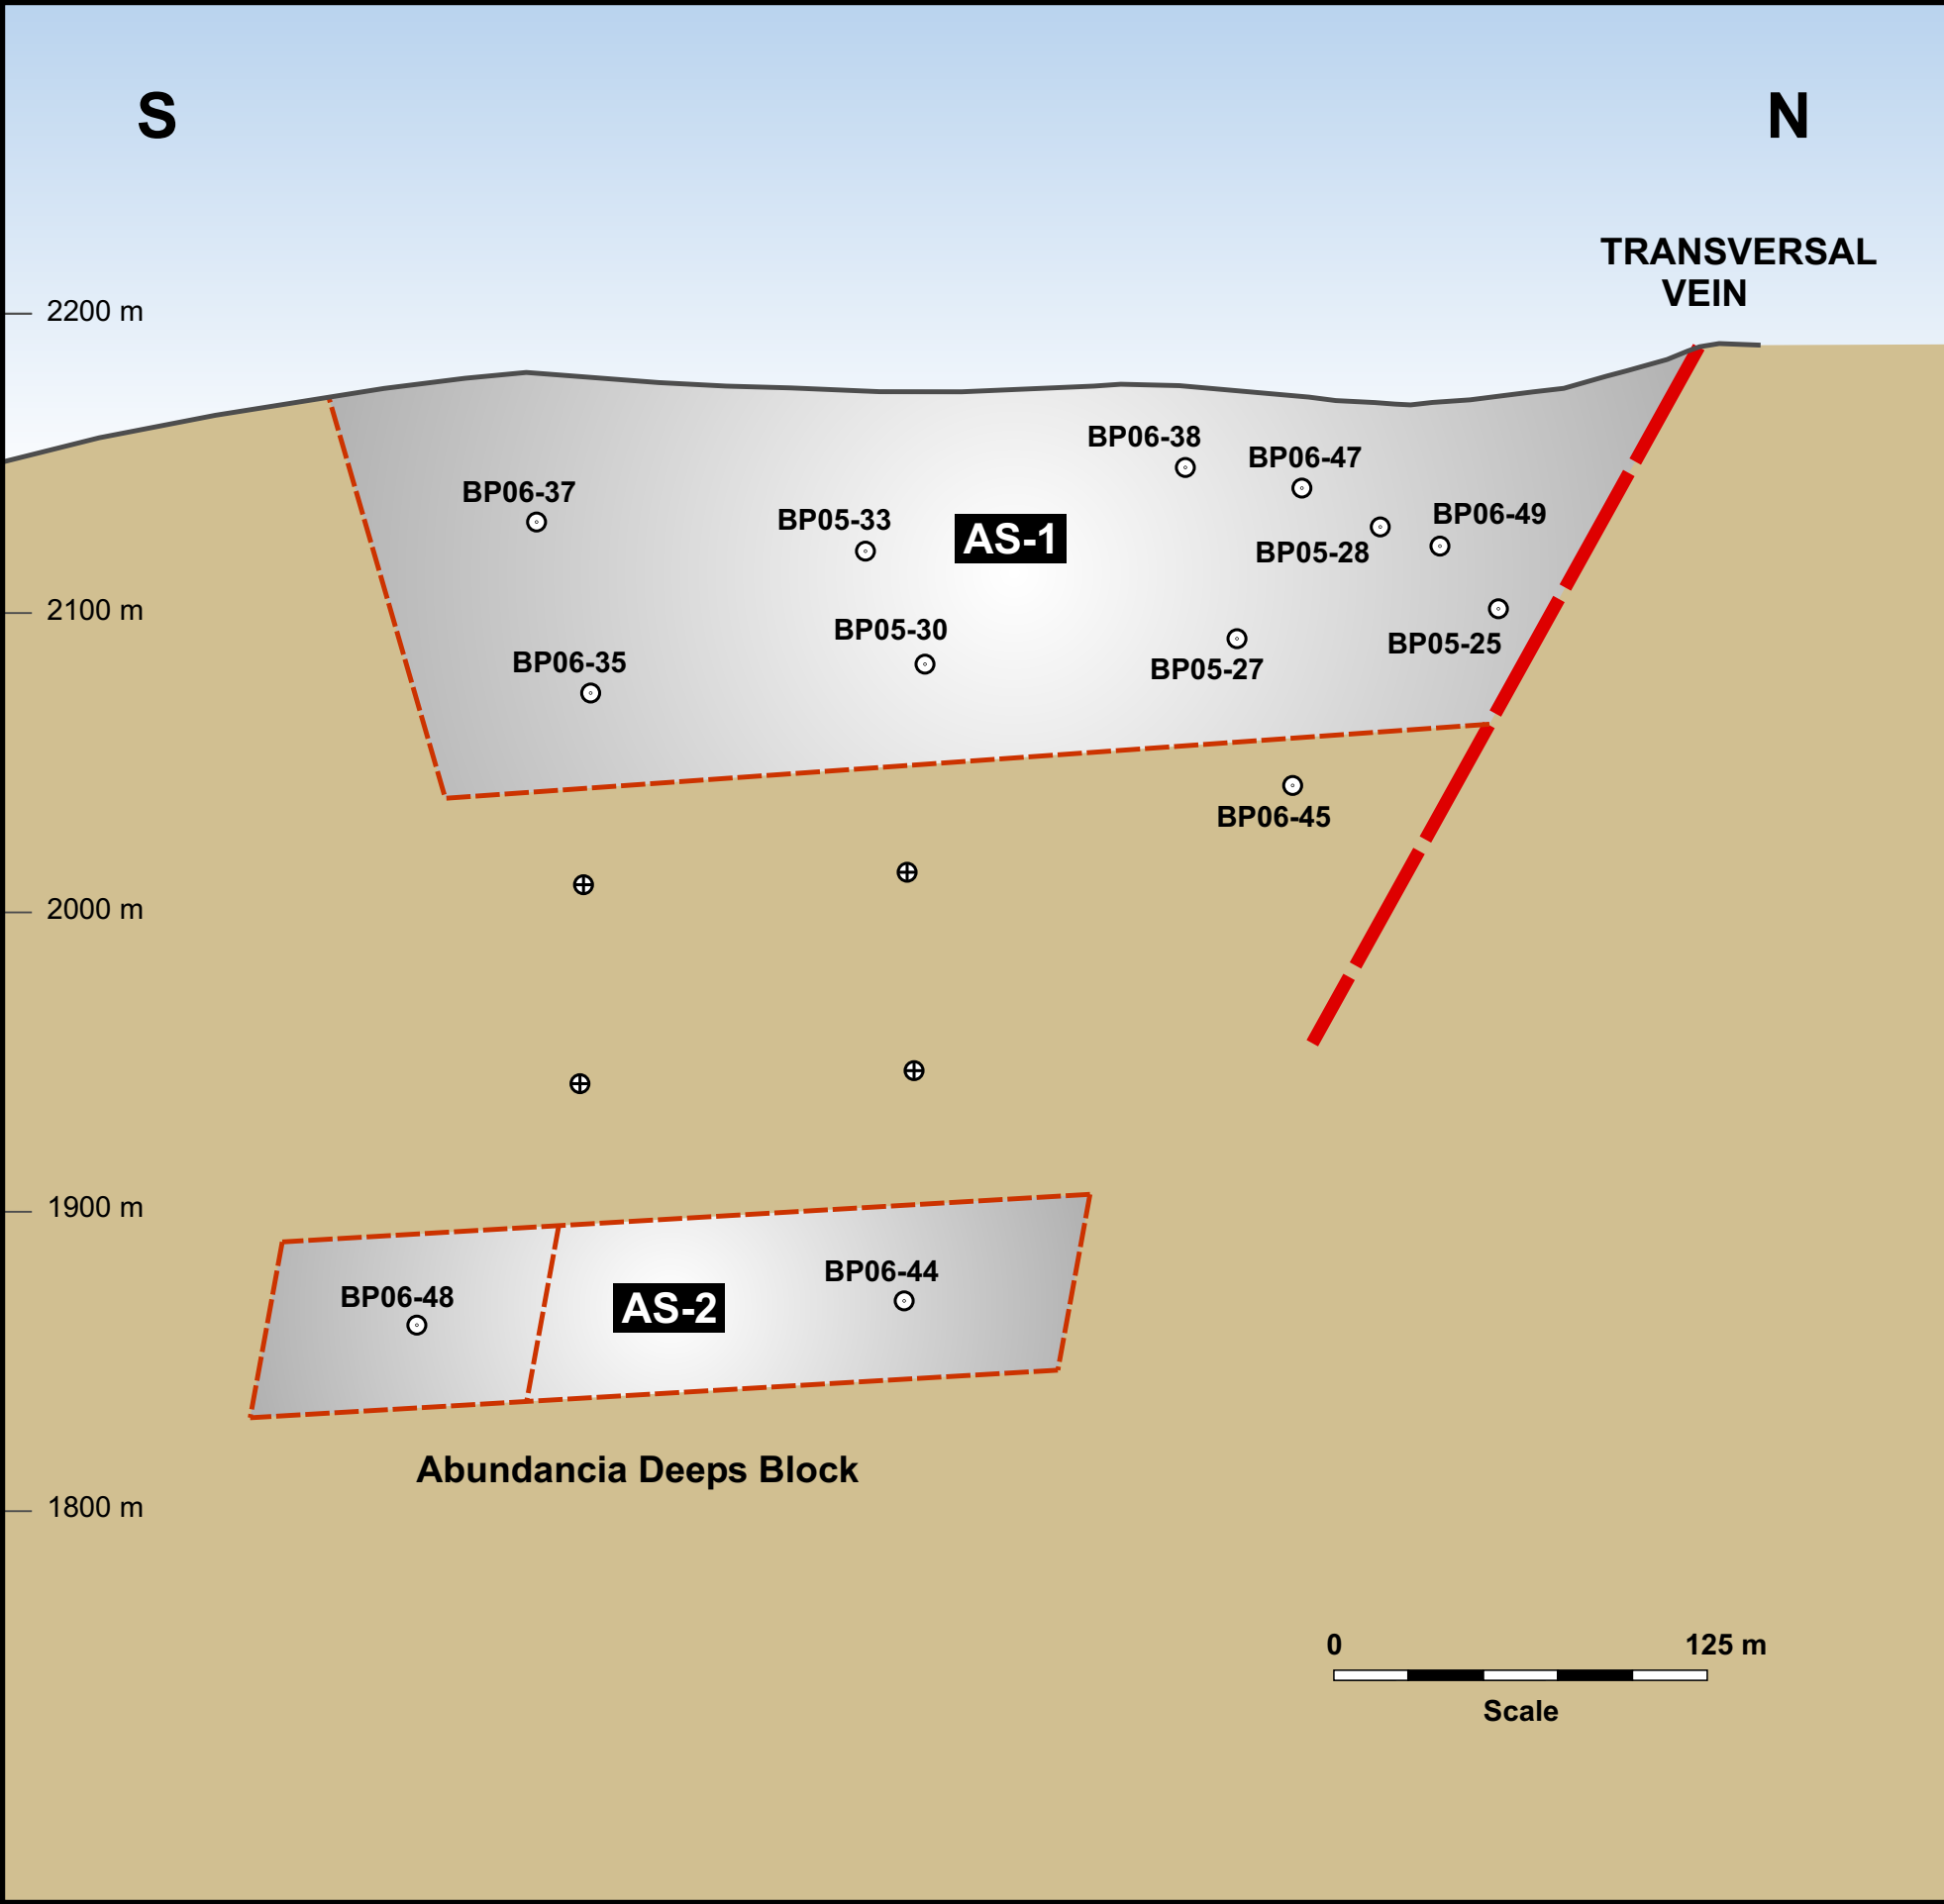 S
N
TRANSVERSAL
VEIN
2200 m
BP06-38
BP06-47
BP06-37
BP06-49
BP05-33
AS-1
BP05-28
2100 m
BP05-30
BP05-25
BP06-35
BP05-27
BP06-45
2000 m
1900 m
BP06-44
BP06-48
AS-2
Abundancia Deeps Block
1800 m
0
125 m
Scale